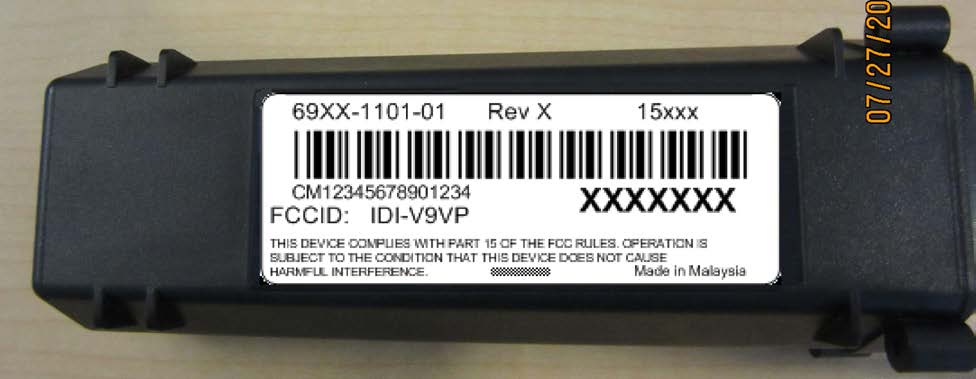 69XX-1101-01 Rev X 15xxx
CM12345678901234
XXXXXXX
FCCID: IDI-V9VP
THIS DEVICE COMPLIES WITH PART 15 OF THE FCC RULES. OPERATION IS
SUBJECT TO THE CONDITION THAT THIS DEVICE DOES NOT CAUSE
HARMFUL INTERFERENCE. Made in Malaysia
07/27/20